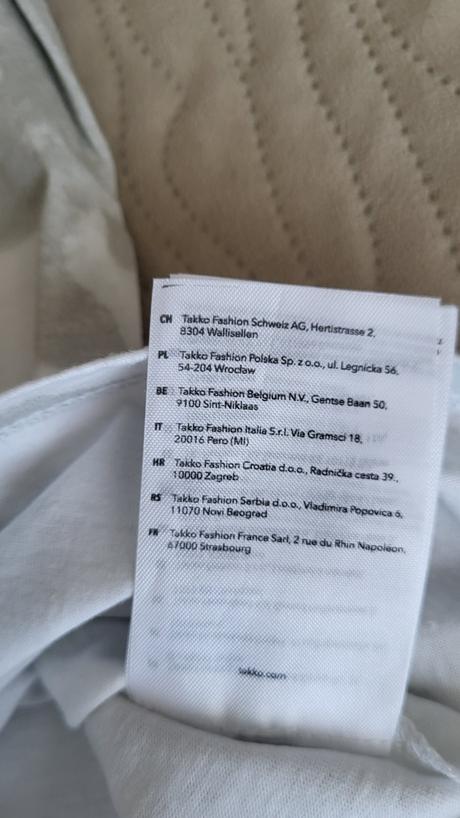 CH Takko Fashion Schweiz AG, Hertistrasse 2,
8304 Wallisellen
PL Takko Fashion Polska Sp. z o.o., ul. Legnicka 56,
54-204 Wrocław
BE Takko Fashion Belgium N.V., Gentse Baan 50,
9100 Sint-Niklaas
IT Takko Fashion Italia S.r.l. Via Gramsci 18,
20016 Pero (MI)
HR Takko Fashion Croatia d.o.o., Radnička cesta 39.,
10000 Zagreb
RS Takko Fashion Serbia d.o.o., Vladimira Popovića 6,
11070 Novi Beograd
FR Takko Fashion France Sarl, 2 rue du Rhin Napoléon,
67000 Strasbourg
takko.com